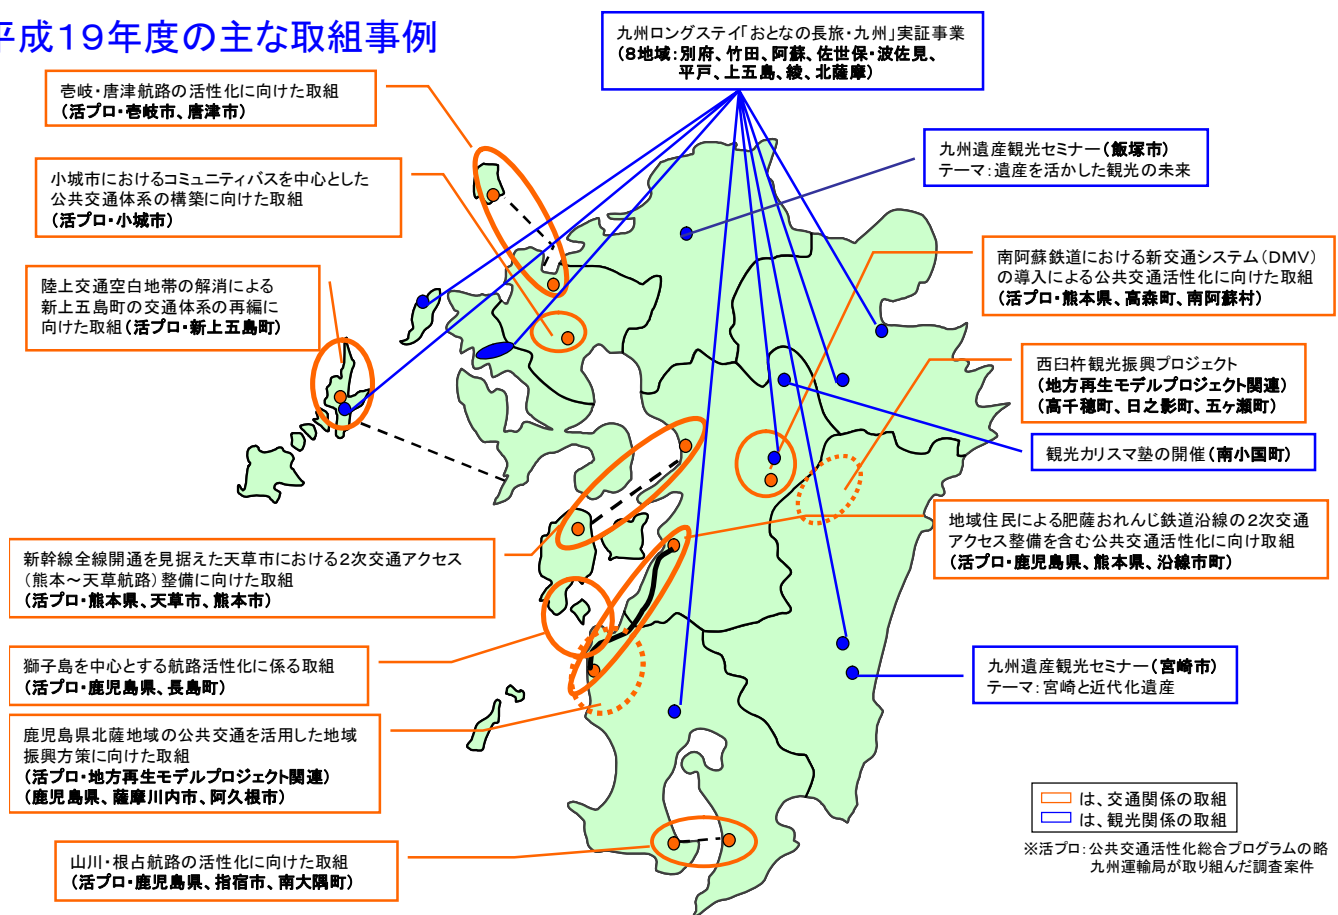 平成19年度の主な取組事例
九州ロングステイ「おとなの長旅・九州」実証事業
(8地域:別府、竹田、阿蘇、佐世保・波佐見、
平戸、上五島、綾、北薩摩)
壱岐・唐津航路の活性化に向けた取組
(活プロ・壱岐市、唐津市)
九州遺産観光セミナー(飯塚市)
テーマ:遺産を活かした観光の未来
小城市におけるコミュニティバスを中心とした
公共交通体系の構築に向けた取組
(活プロ・小城市)
南阿蘇鉄道における新交通システム(DMV)
の導入による公共交通活性化に向けた取組
(活プロ・熊本県、高森町、南阿蘇村)
陸上交通空白地帯の解消による
新上五島町の交通体系の再編に
向けた取組(活プロ・新上五島町)
西臼杵観光振興プロジェクト
(地方再生モデルプロジェクト関連)
(高千穂町、日之影町、五ヶ瀬町)
観光カリスマ塾の開催(南小国町)
地域住民による肥薩おれんじ鉄道沿線の2次交通
アクセス整備を含む公共交通活性化に向け取組
(活プロ・鹿児島県、熊本県、沿線市町)
新幹線全線開通を見据えた天草市における2次交通アクセス
(熊本~天草航路)整備に向けた取組
(活プロ・熊本県、天草市、熊本市)
獅子島を中心とする航路活性化に係る取組
(活プロ・鹿児島県、長島町)
九州遺産観光セミナー(宮崎市)
テーマ:宮崎と近代化遺産
鹿児島県北薩地域の公共交通を活用した地域
振興方策に向けた取組
(活プロ・地方再生モデルプロジェクト関連)
(鹿児島県、薩摩川内市、阿久根市)
山川・根占航路の活性化に向けた取組
(活プロ・鹿児島県、指宿市、南大隅町)
は、交通関係の取組
は、観光関係の取組
※活プロ:公共交通活性化総合プログラムの略
九州運輸局が取り組んだ調査案件